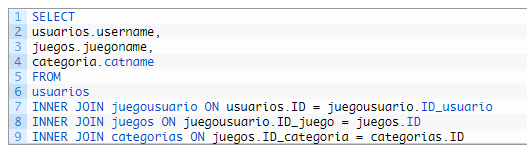 1 SELECT
2 usuarios.username,
3 juegos.juegoname,
4 categoria.catname
5 FROM
6 usuarios
7 INNER JOIN juegousuario ON usuarios.ID = juegousuario.ID_usuario
8 INNER JOIN juegos ON juegousuario.ID_juego = juegos.ID
9 INNER JOIN categorias ON juegos.ID_categoria = categorias.ID